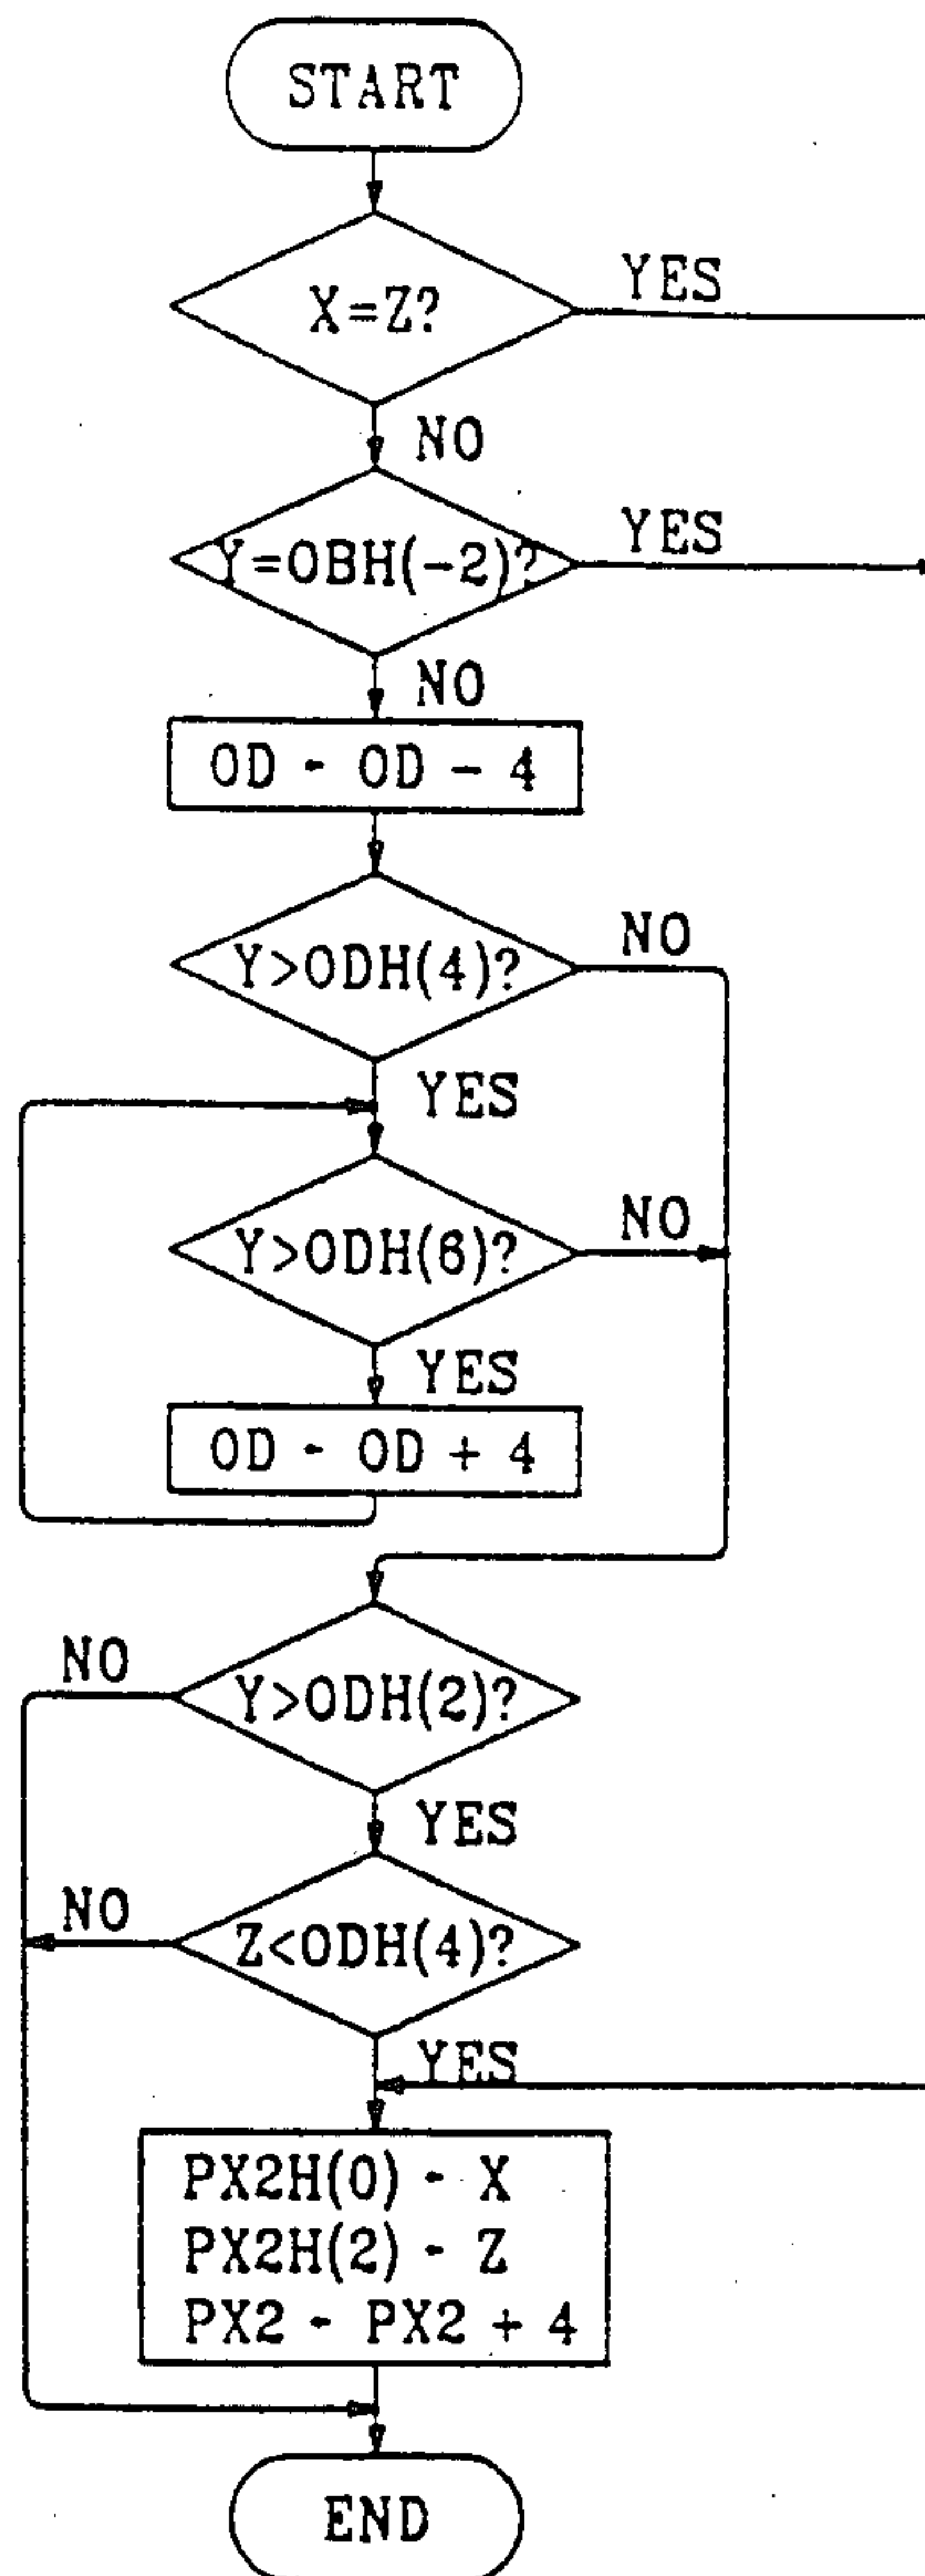 START
X=Z?
YES
NO
Y=OBH(-2)?
YES
NO
OD - OD - 4
Y>ODH(4)?
NO
YES
Y>ODH(6)?
NO
YES
OD - OD + 4
Y>ODH(2)?
NO
YES
Z<ODH(4)?
NO
YES
PX2H(0) - X
PX2H(2) - Z
PX2 - PX2 + 4
END